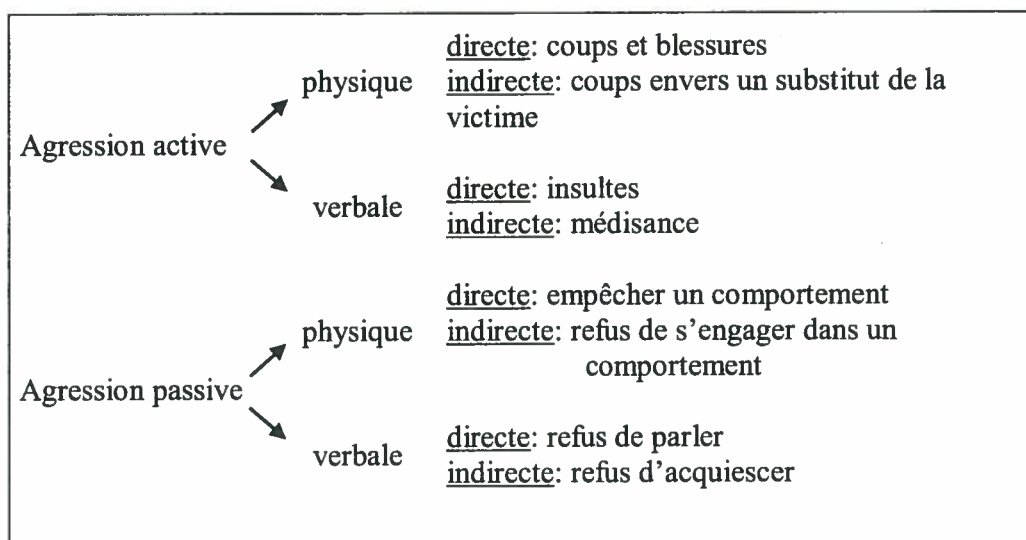 directe: coups et blessures
physique
indirecte: coups envers un substitut de la
victime
Agression active
verbale
directe: insultes
indirecte: médisance
directe: empêcher un comportement
physique
indirecte: refus de s'engager dans un
comportement
Agression passive
verbale
directe: refus de parler
indirecte: refus d'acquiescer